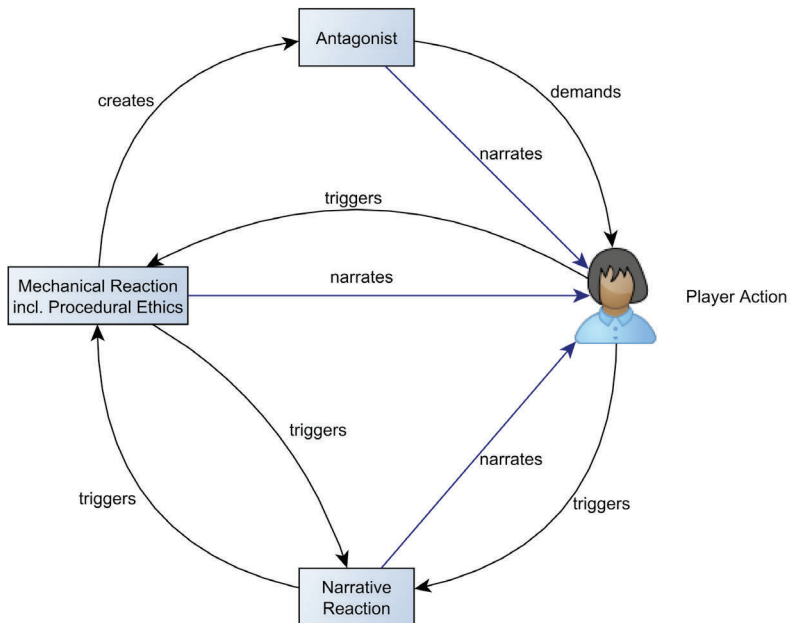 Antagonist
creates
demands
narrates
triggers
Mechanical Reaction
incl. Procedural Ethics
narrates
Player Action
triggers
narrates
triggers
triggers
Narrative
Reaction